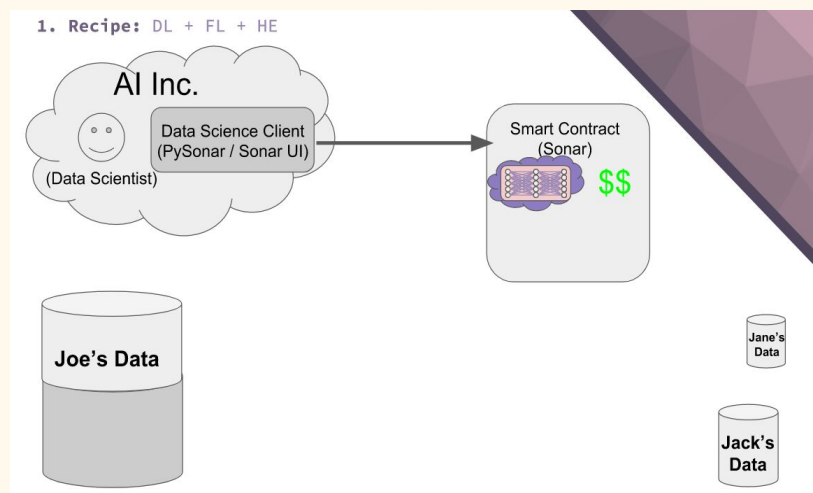 1. Recipe: DL + FL + HE
AI Inc.
(Data Scientist)
Data Science Client
(PySonar / Sonar UI)
Smart Contract
(Sonar)
$$
Joe's Data
Jane's
Data
Jack's
Data